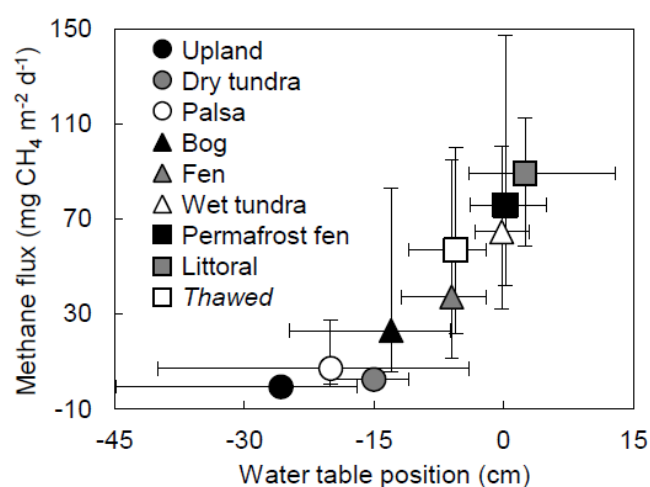 150
110
70
30
-10
Methane flux (mg CH₄ m⁻² d⁻¹)
Upland
Dry tundra
Palsa
Bog
Fen
Wet tundra
Permafrost fen
Littoral
Thawed
-45 -30 -15 0 15
Water table position (cm)